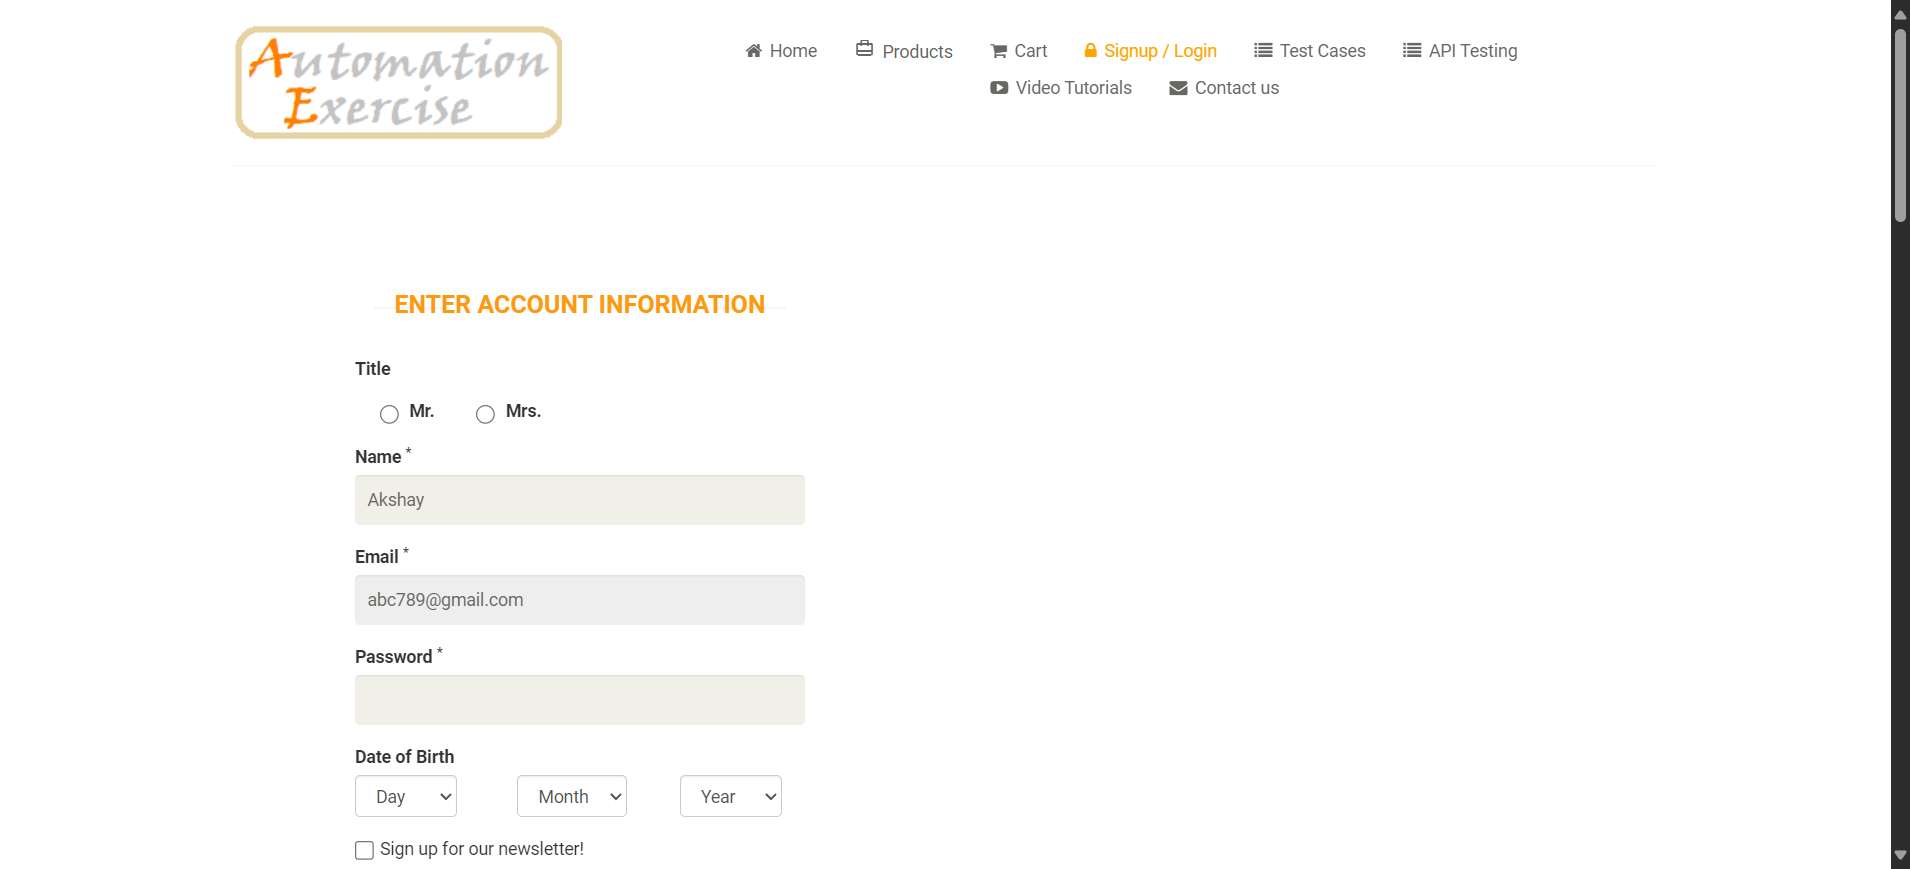 Automation
Exercise
Home Products Cart Signup / Login Test Cases API Testing
Video Tutorials Contact us
ENTER ACCOUNT INFORMATION
Title
Mr. Mrs.
Name *
Akshay
Email *
abc789@gmail.com
Password *
Date of Birth
Day Month Year
Sign up for our newsletter!